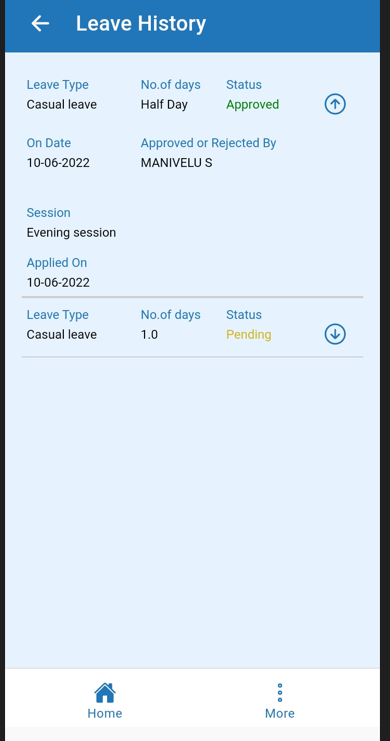 Leave History
Leave Type No.of days Status
Casual leave Half Day Approved
On Date Approved or Rejected By
10-06-2022 MANIVELU S
Session
Evening session
Applied On
10-06-2022
Leave Type No.of days Status
Casual leave 1.0 Pending
Home More